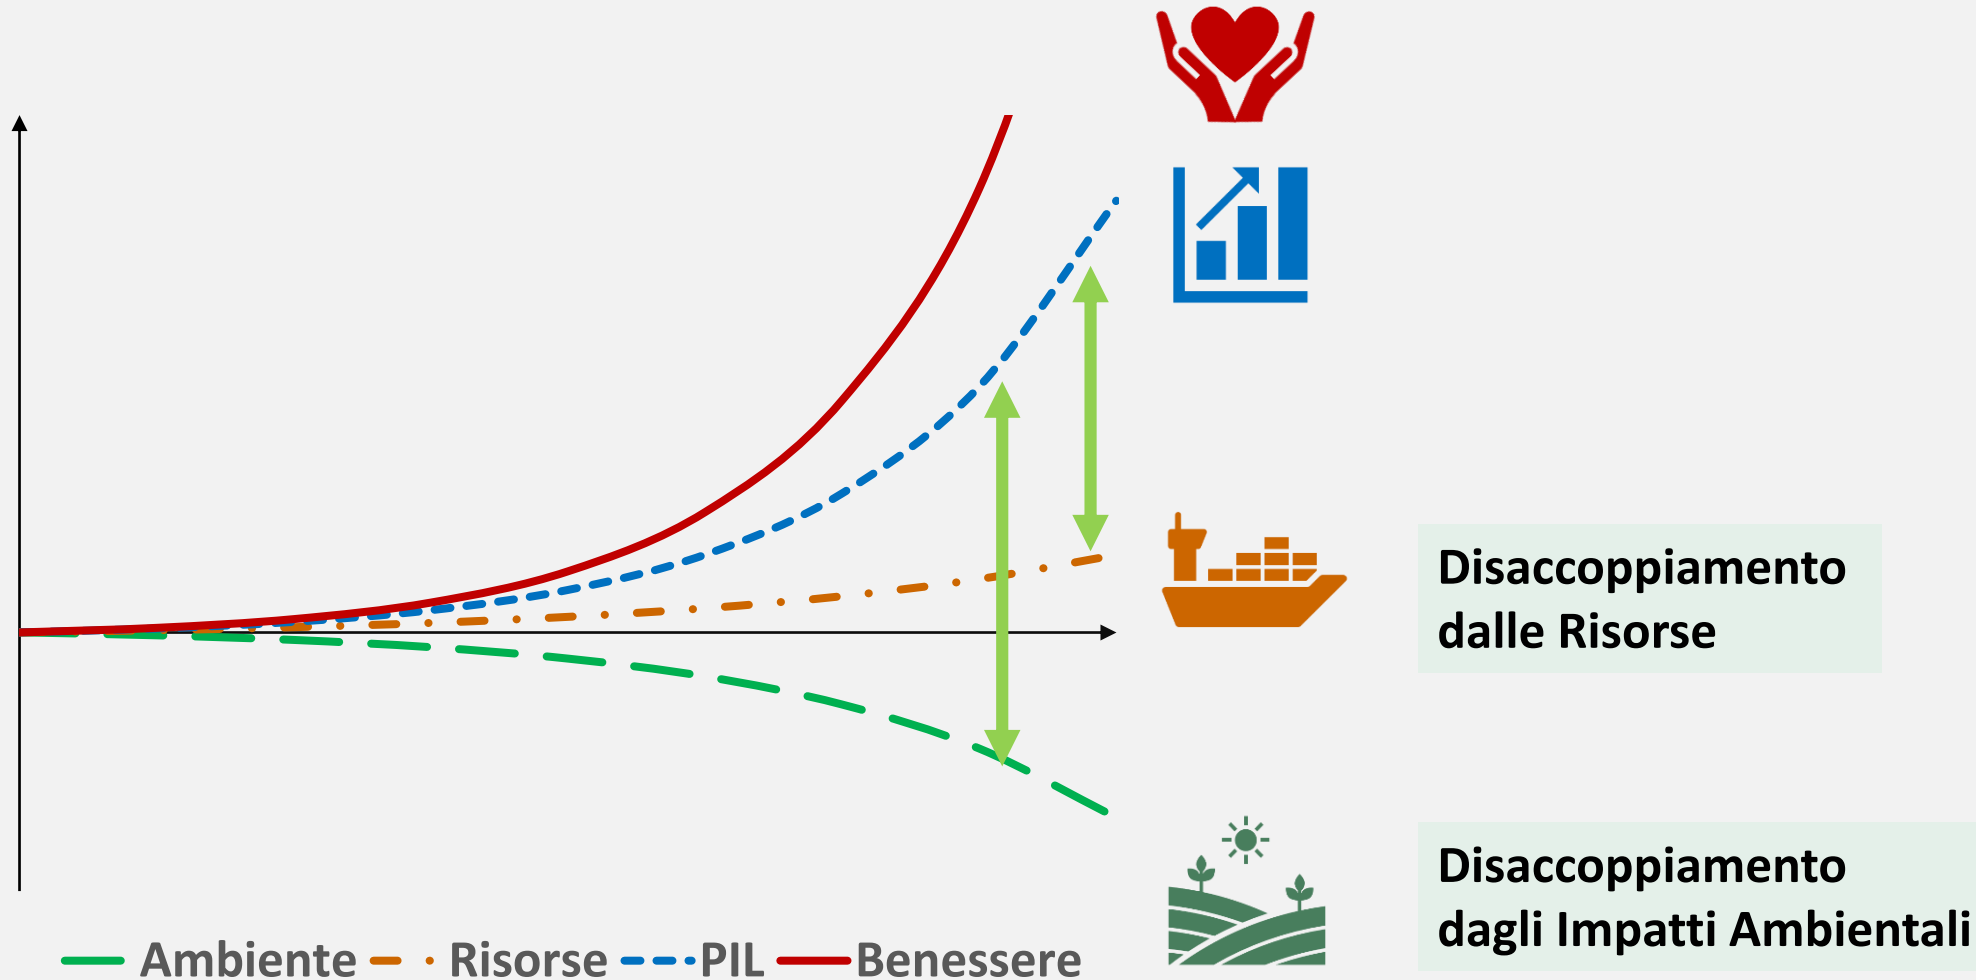 Disaccoppiamento
dalle Risorse
Disaccoppiamento
dagli Impatti Ambientali
Ambiente Risorse PIL Benessere